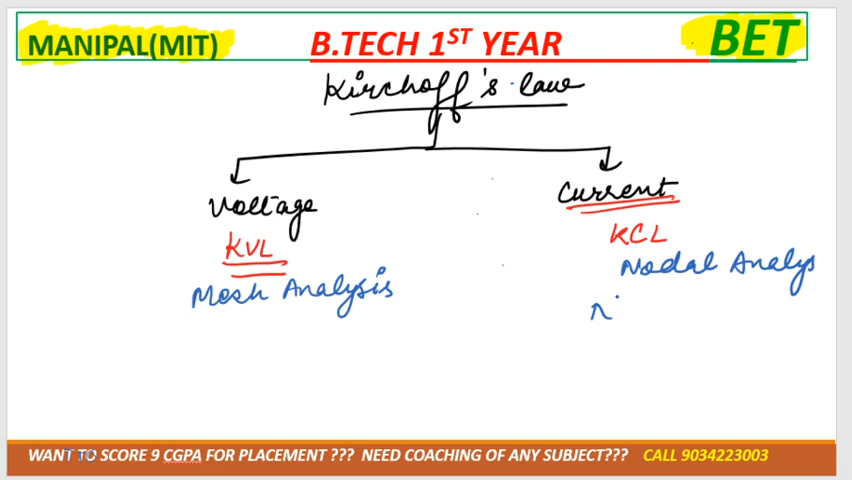 MANIPAL(MIT) B.TECH 1ST YEAR BET
Kirchoff's law
Voltage Current
KVL KCL
Mesh Analysis Nodal Analys
WANT TO SCORE 9 CGPA FOR PLACEMENT ??? NEED COACHING OF ANY SUBJECT??? CALL 9034223003